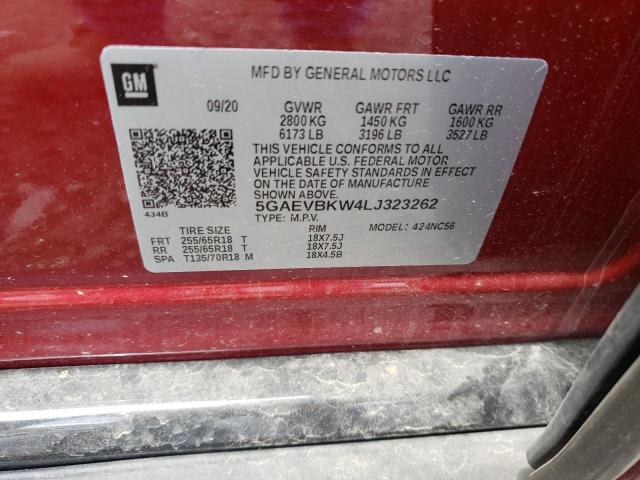 GM
MFD BY GENERAL MOTORS LLC
09/20 GVWR GAWR FRT GAWR RR
2800 KG 1450 KG 1600 KG
6173 LB 3196 LB 3527 LB
THIS VEHICLE CONFORMS TO ALL
APPLICABLE U.S. FEDERAL MOTOR
VEHICLE SAFETY STANDARDS IN EFFECT
ON THE DATE OF MANUFACTURE
SHOWN ABOVE.
434B
5GAEVBKW4LJ323262
TYPE: M.P.V. MODEL: 424NC56
TIRE SIZE RIM
FRT 255/65R18 T 18X7.5J
RR 255/65R18 T 18X7.5J
SPA T135/70R18 M 18X4.5B